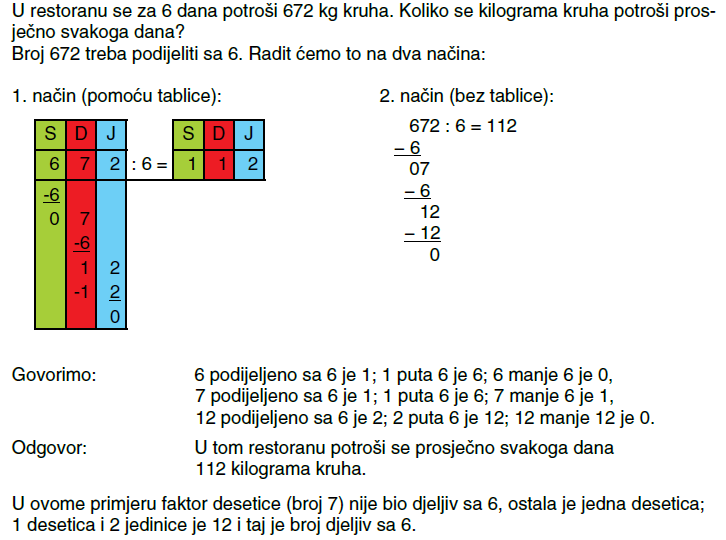 U restoranu se za 6 dana potroši 672 kg kruha. Koliko se kilograma kruha potroši pros-
ječno svakoga dana?
Broj 672 treba podijeliti sa 6. Radit ćemo to na dva načina:
1. način (pomoću tablice):
S D J S D J
6 7 2 : 6 = 1 1 2
-6
0 7
-6
1 2
-1 2
0
2. način (bez tablice):
672 : 6 = 112
– 6
07
– 6
12
– 12
0
Govorimo: 6 podijeljeno sa 6 je 1; 1 puta 6 je 6; 6 manje 6 je 0,
7 podijeljeno sa 6 je 1; 1 puta 6 je 6; 7 manje 6 je 1,
12 podijeljeno sa 6 je 2; 2 puta 6 je 12; 12 manje 12 je 0.
Odgovor: U tom restoranu potroši se prosječno svakoga dana
112 kilograma kruha.
U ovome primjeru faktor desetice (broj 7) nije bio djeljiv sa 6, ostala je jedna desetica;
1 desetica i 2 jedinice je 12 i taj je broj djeljiv sa 6.